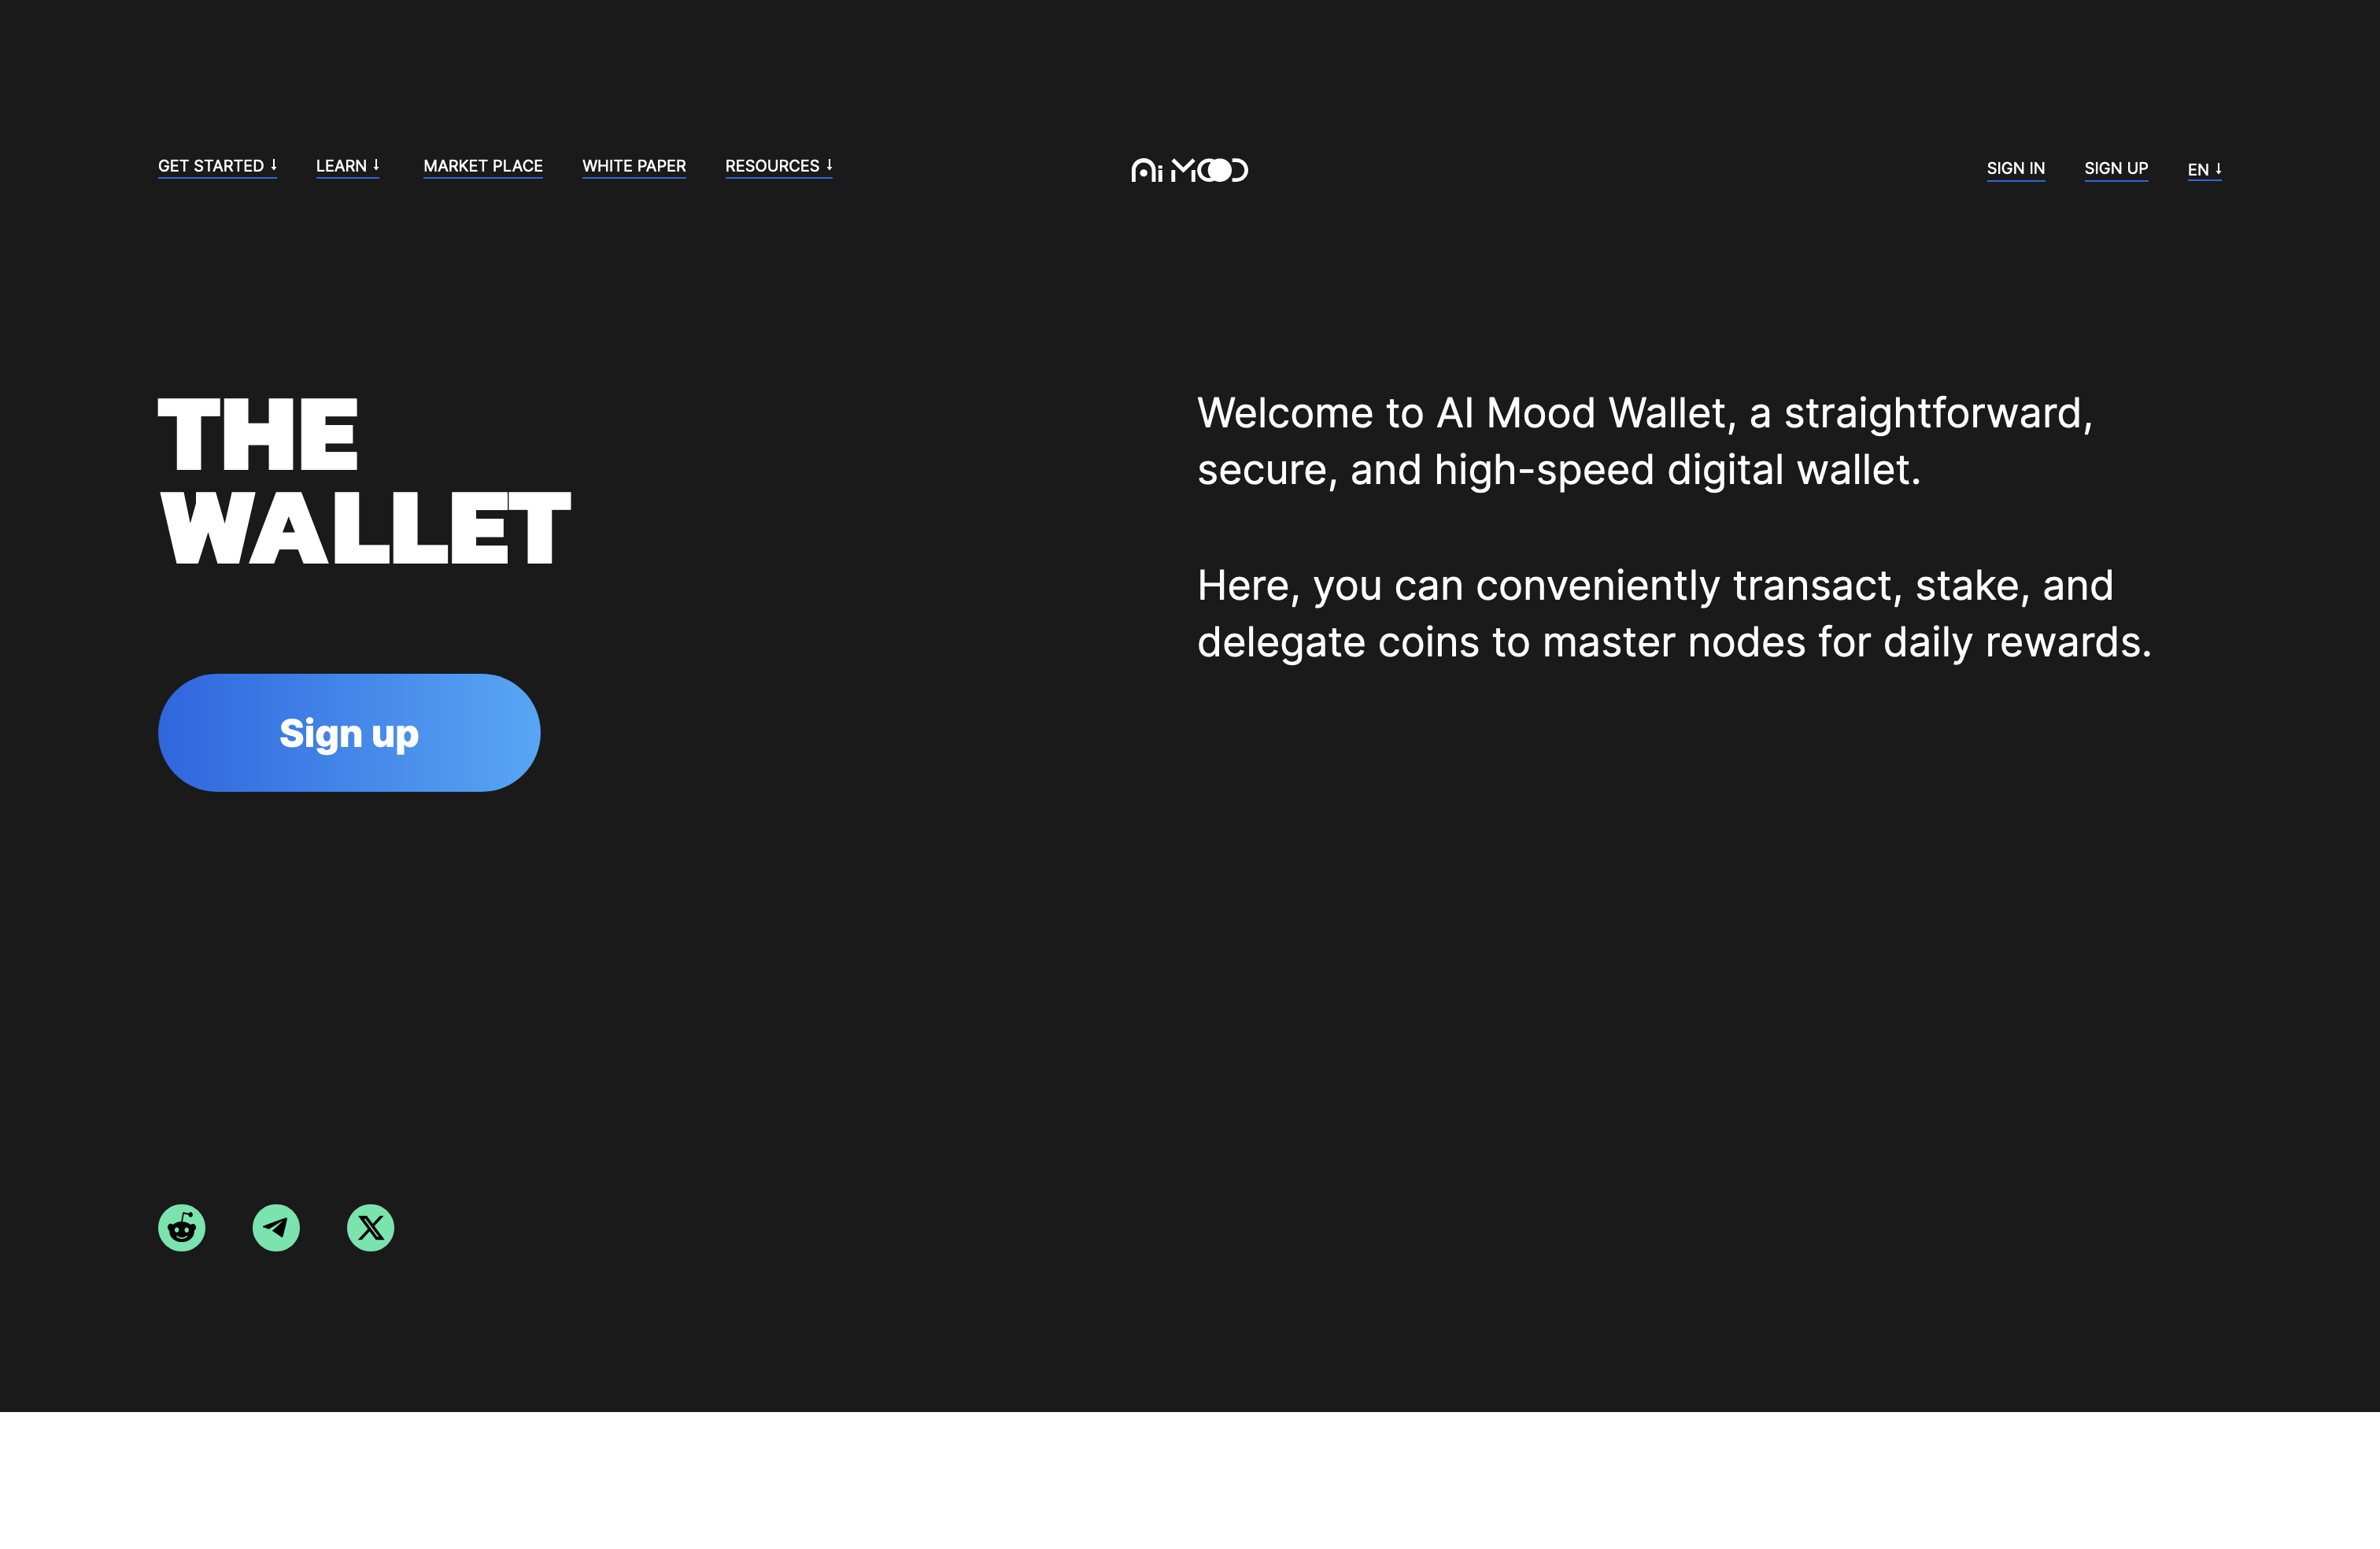 GET STARTED ↓ LEARN ↓ MARKET PLACE WHITE PAPER RESOURCES ↓ AiMOOD SIGN IN SIGN UP EN ↓
THE
WALLET
Sign up
Welcome to AI Mood Wallet, a straightforward,
secure, and high-speed digital wallet.
Here, you can conveniently transact, stake, and
delegate coins to master nodes for daily rewards.